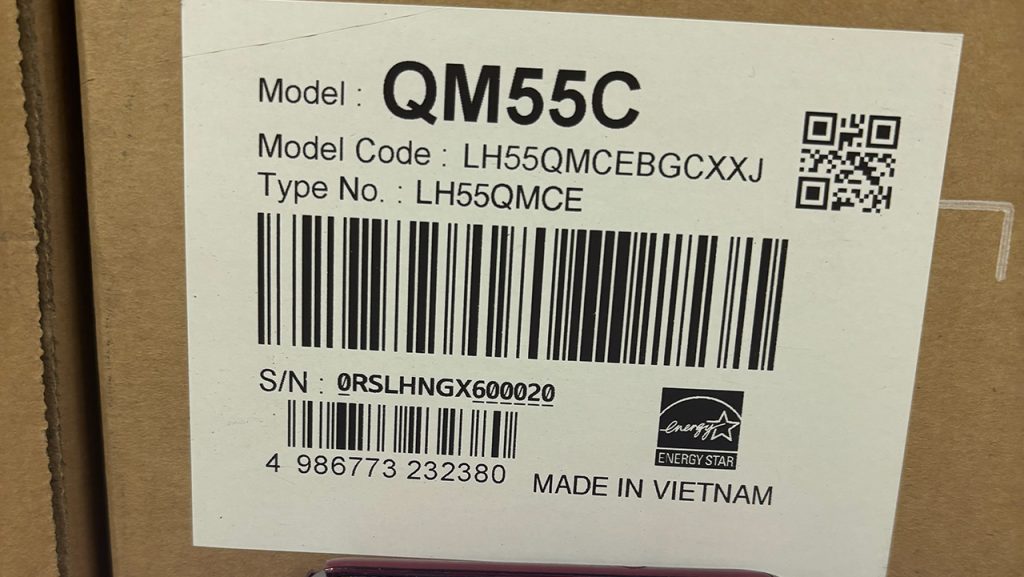 Model : QM55C
Model Code : LH55QMCEBGCXXJ
Type No. : LH55QMCE
S/N : 0RSLHNGX600020
4 986773 232380
energy
ENERGY STAR
MADE IN VIETNAM